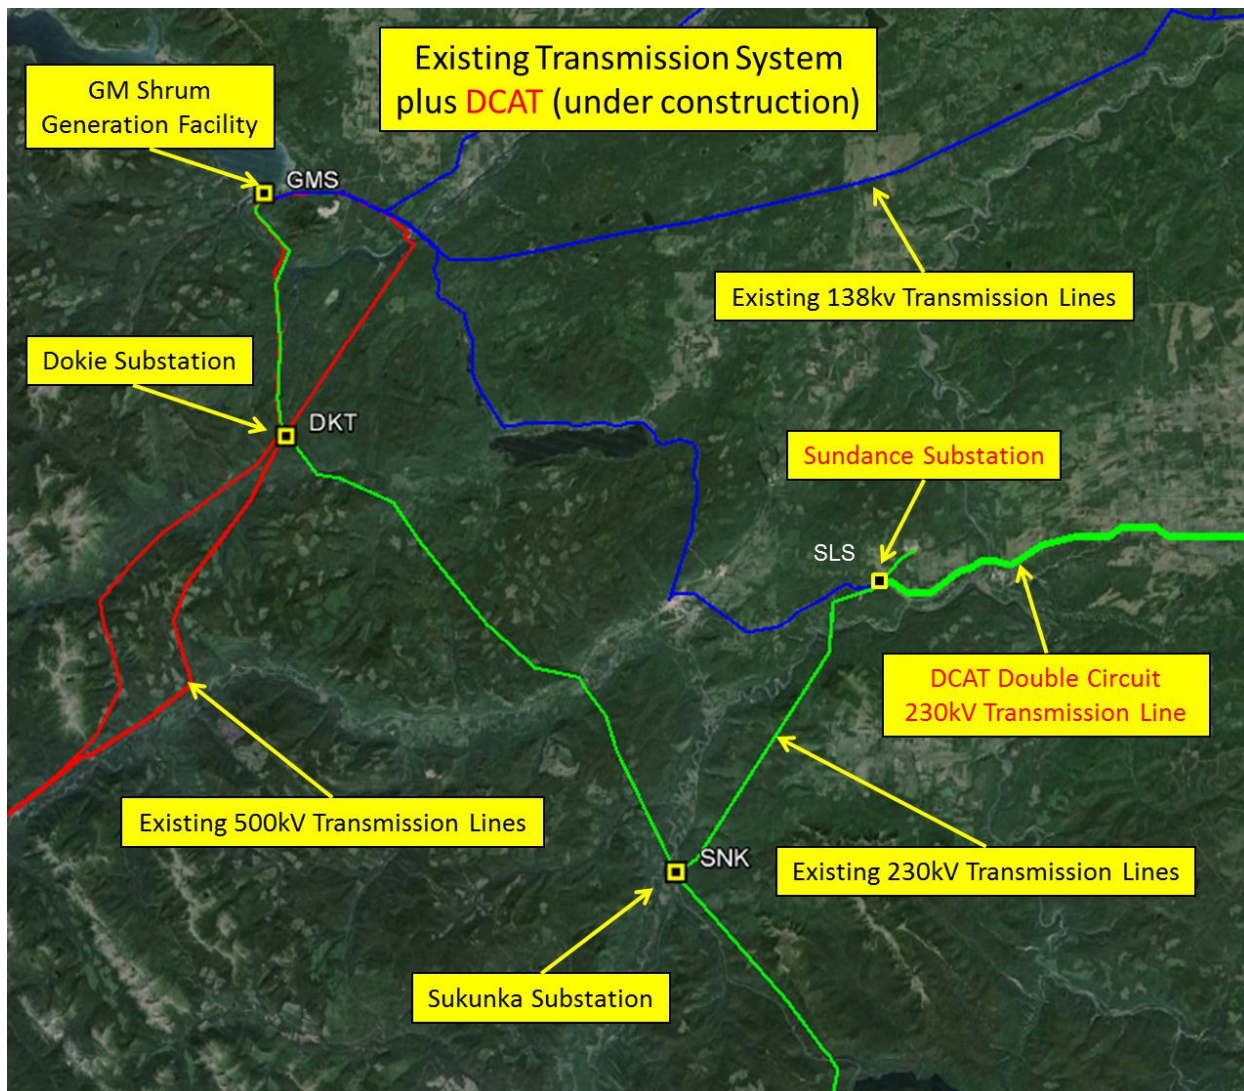 Existing Transmission System
plus DCAT (under construction)
GM Shrum
Generation Facility
GMS
Existing 138kv Transmission Lines
Dokie Substation
DKT
Sundance Substation
SLS
DCAT Double Circuit
230kV Transmission Line
Existing 500kV Transmission Lines
SNK
Existing 230kV Transmission Lines
Sukunka Substation